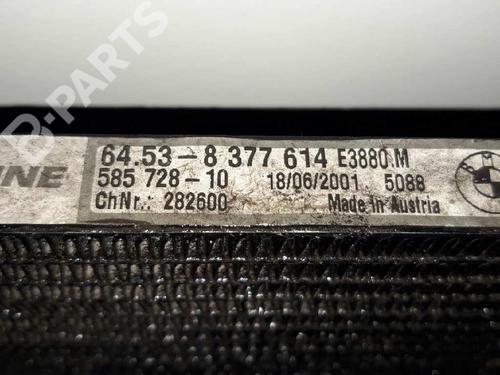 B-PARTS
64.53-8 377 614 E3880.M
585 728-10 18/06/2001 5088
ChNr.: 282600 Made in Austria